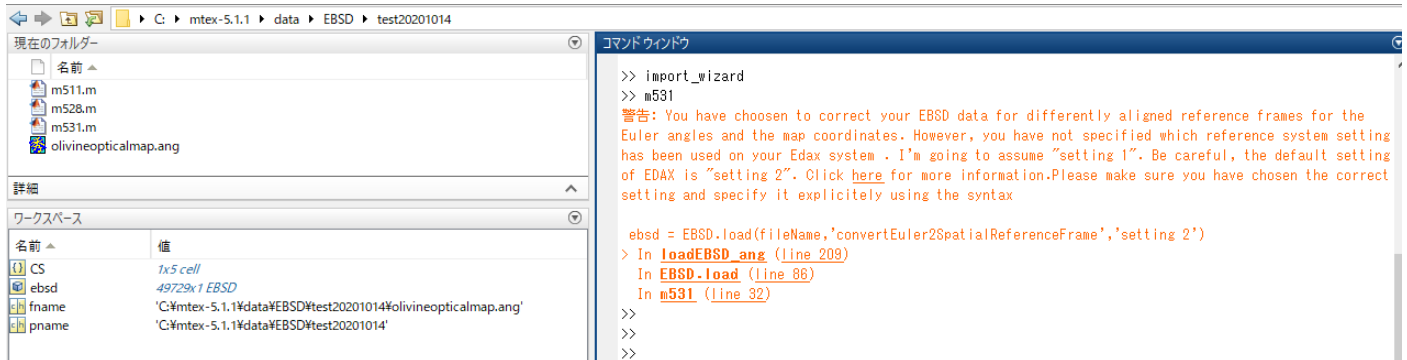 C: ▸ mtex-5.1.1 ▸ data ▸ EBSD ▸ test20201014
現在のフォルダー
名前
m511.m
m528.m
m531.m
olivineopticalmap.ang
詳細
ワークスペース
名前 値
CS 1x5 cell
ebsd 49729x1 EBSD
fname 'C:¥mtex-5.1.1¥data¥EBSD¥test20201014¥olivineopticalmap.ang'
pname 'C:¥mtex-5.1.1¥data¥EBSD¥test20201014'
コマンド ウィンドウ
>> import_wizard
>> m531
警告: You have choosen to correct your EBSD data for differently aligned reference frames for the
Euler angles and the map coordinates. However, you have not specified which reference system setting
has been used on your Edax system . I'm going to assume "setting 1". Be careful, the default setting
of EDAX is "setting 2". Click here for more information.Please make sure you have chosen the correct
setting and specify it explicitely using the syntax
ebsd = EBSD.load(fileName,'convertEuler2SpatialReferenceFrame','setting 2')
> In loadEBSD_ang (line 209)
In EBSD.load (line 86)
In m531 (line 32)
>>
>>
>>